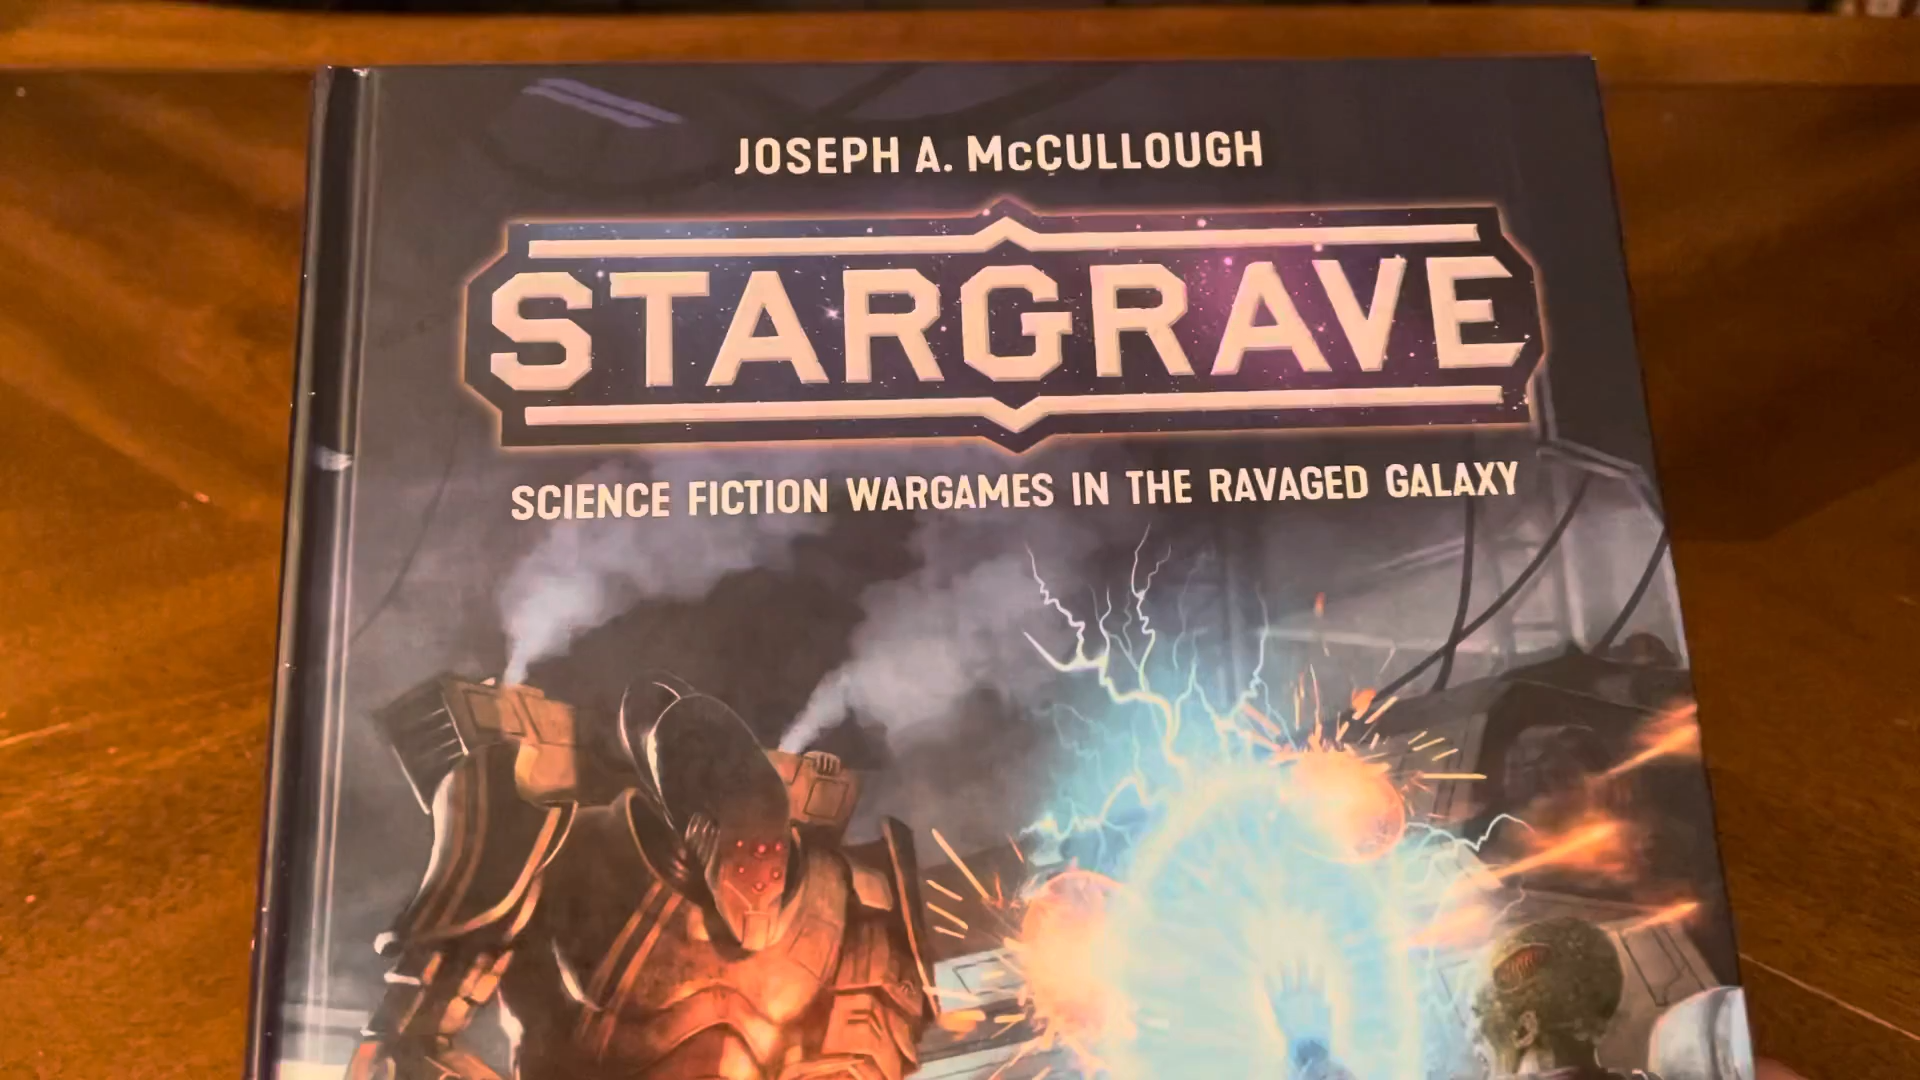 JOSEPH A. McCULLOUGH
STARGRAVE
SCIENCE FICTION WARGAMES IN THE RAVAGED GALAXY